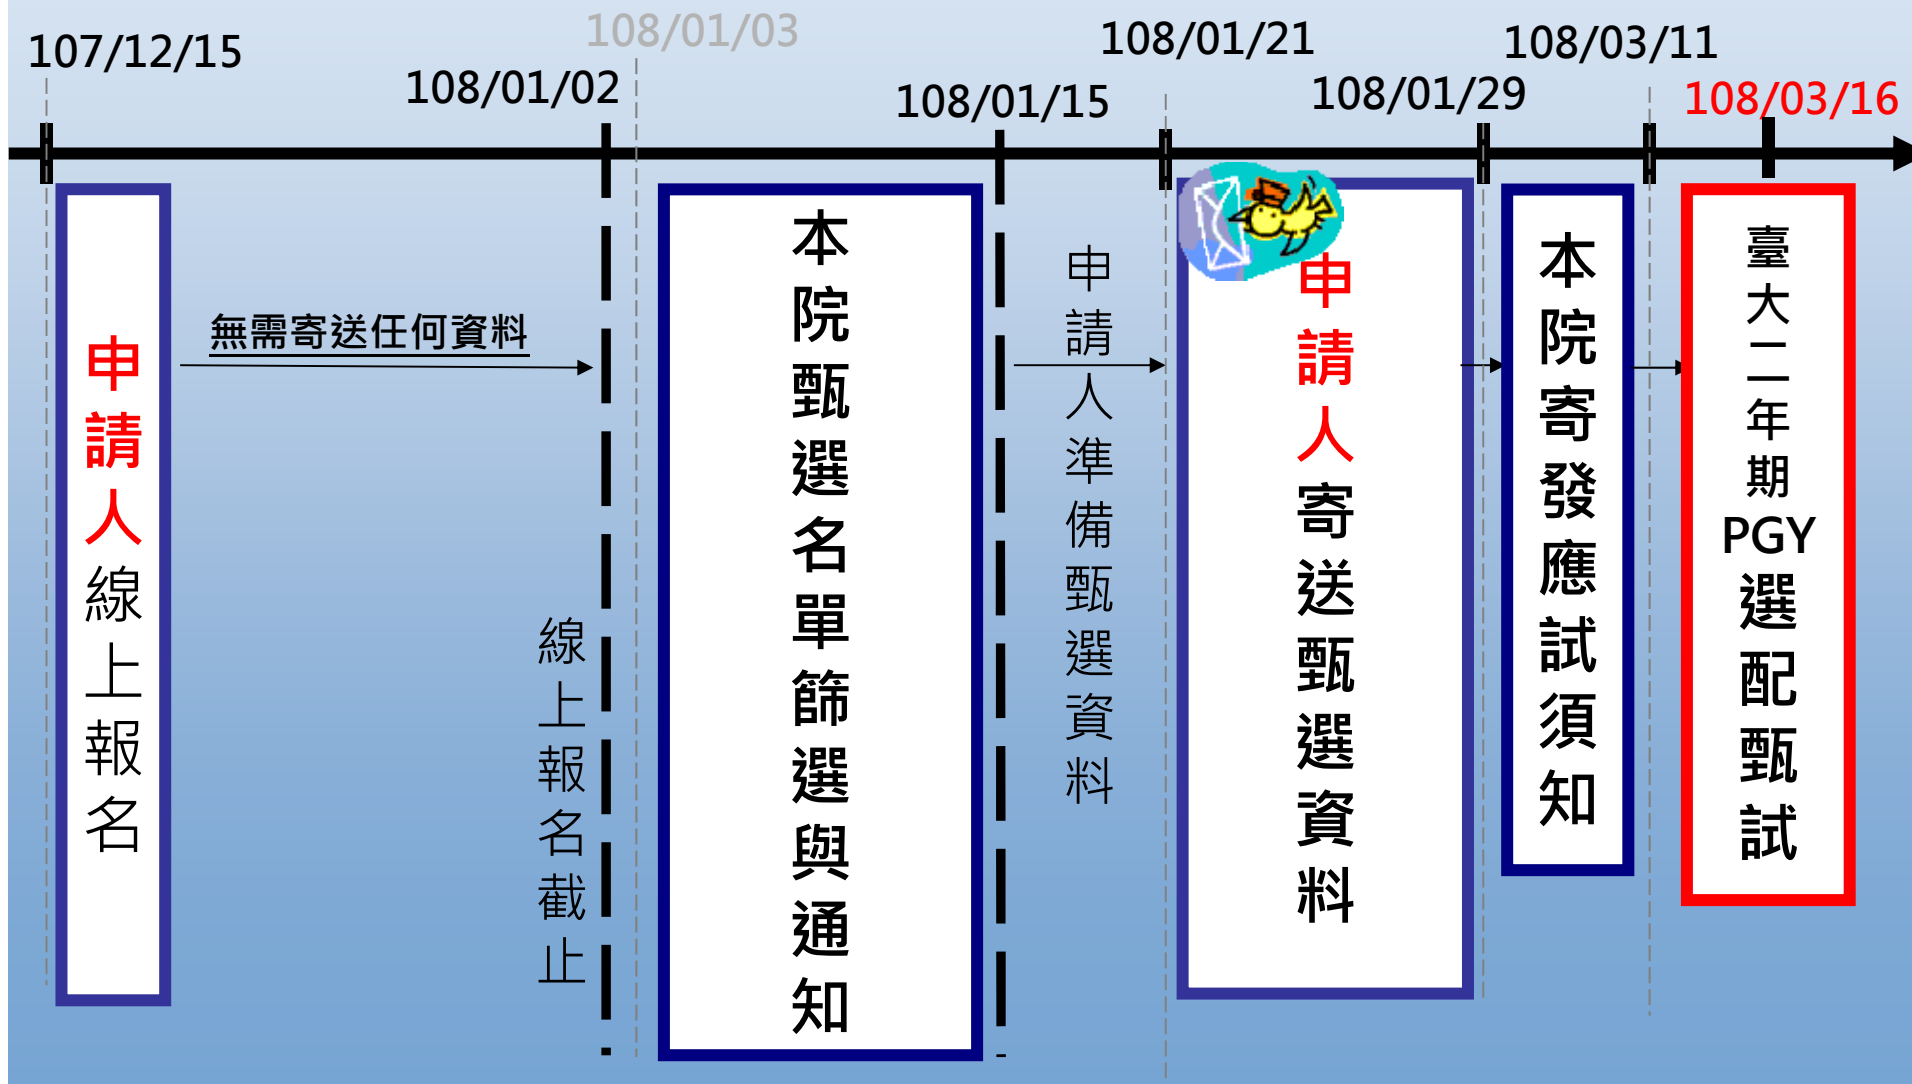 107/12/15
108/01/02
108/01/03
108/01/15
108/01/21
108/01/29
108/03/11
108/03/16
申請人線上報名
無需寄送任何資料
線上報名截止
本院甄選名單篩選與通知
申請人準備甄選資料
申請人寄送甄選資料
本院寄發應試須知
臺大二年期PGY選配甄試